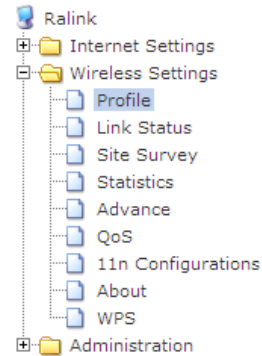 Ralink
Internet Settings
Wireless Settings
Profile
Link Status
Site Survey
Statistics
Advance
QoS
11n Configurations
About
WPS
Administration